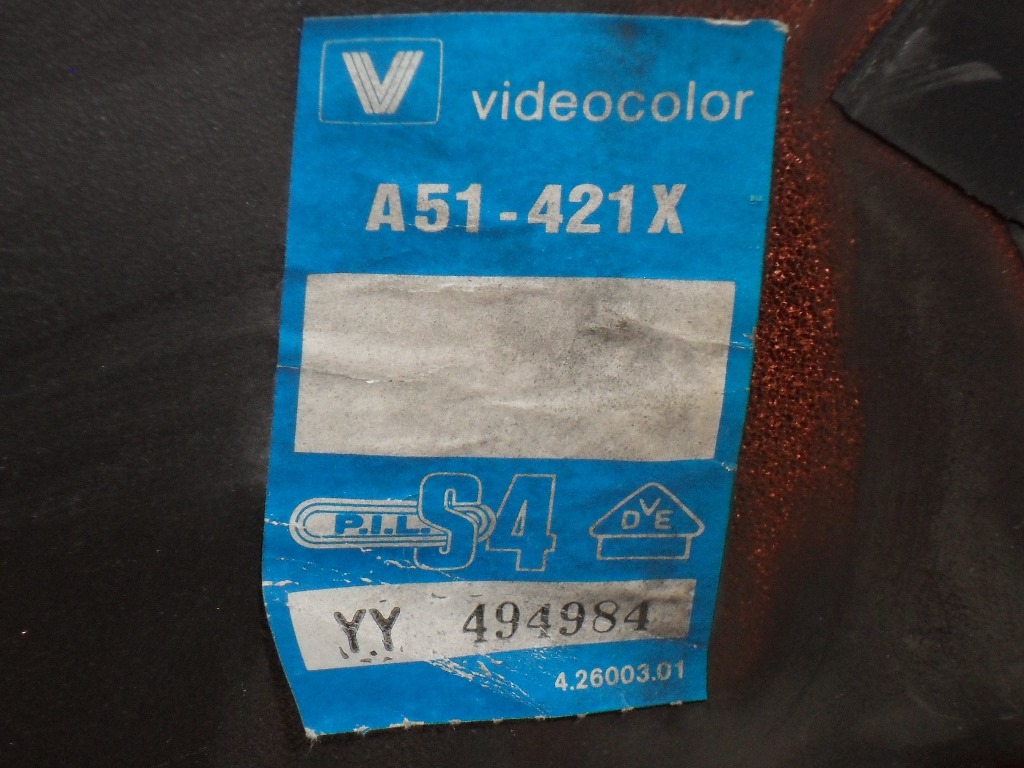 V videocolor
A51-421X
P.I.L. S4 DVE
YY 494984
4.26003.01